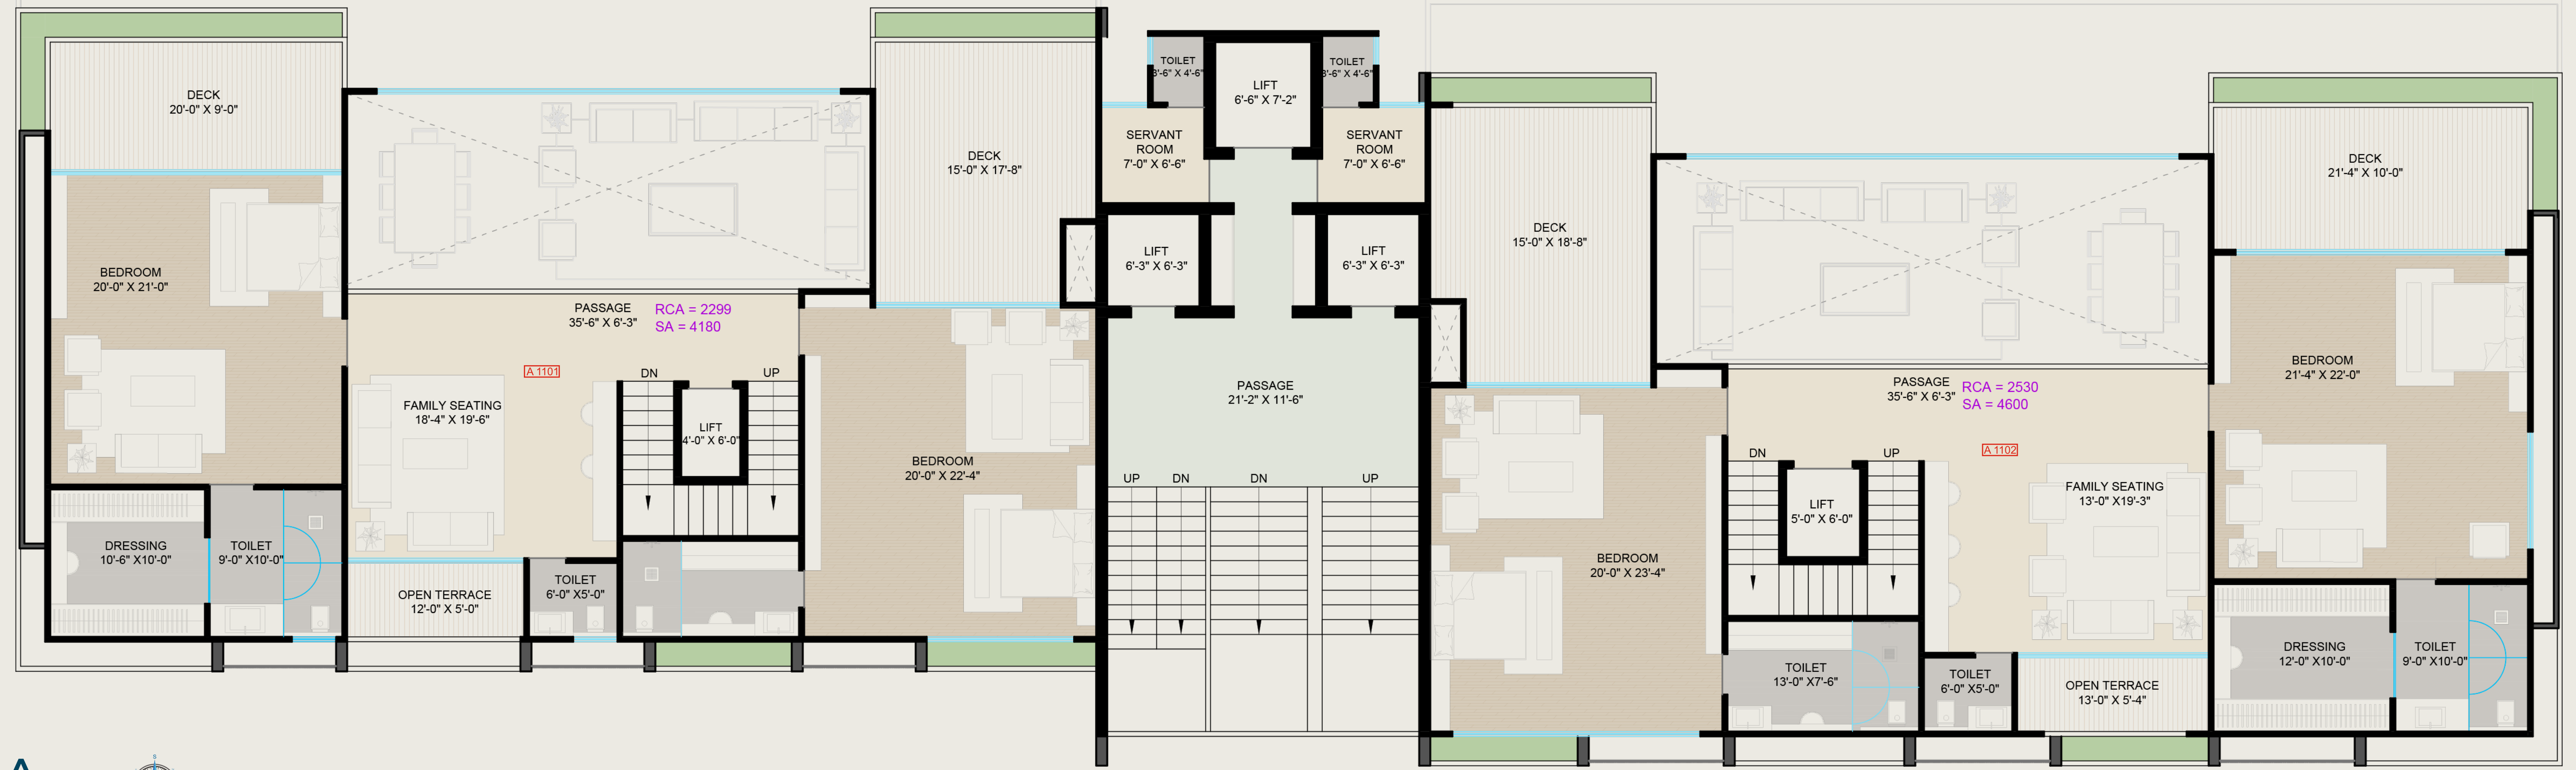 DECK
20'-0" X 9'-0"
BEDROOM
20'-0" X 21'-0"
DRESSING
10'-6" X10'-0"
TOILET
9'-0" X10'-0"
PASSAGE
35'-6" X 6'-3"
RCA = 2299
SA = 4180
A 1101
FAMILY SEATING
18'-4" X 19'-6"
DN
UP
LIFT
4'-0" X 6'-0"
OPEN TERRACE
12'-0" X 5'-0"
TOILET
6'-0" X5'-0"
DECK
15'-0" X 17'-8"
BEDROOM
20'-0" X 22'-4"
TOILET
3'-6" X 4'-6"
LIFT
6'-6" X 7'-2"
TOILET
3'-6" X 4'-6"
SERVANT
ROOM
7'-0" X 6'-6"
SERVANT
ROOM
7'-0" X 6'-6"
LIFT
6'-3" X 6'-3"
LIFT
6'-3" X 6'-3"
PASSAGE
21'-2" X 11'-6"
UP
DN
DN
UP
DECK
15'-0" X 18'-8"
BEDROOM
20'-0" X 23'-4"
PASSAGE
35'-6" X 6'-3"
RCA = 2530
SA = 4600
A 1102
DN
UP
LIFT
5'-0" X 6'-0"
FAMILY SEATING
13'-0" X19'-3"
TOILET
13'-0" X7'-6"
TOILET
6'-0" X5'-0"
OPEN TERRACE
13'-0" X 5'-4"
DECK
21'-4" X 10'-0"
BEDROOM
21'-4" X 22'-0"
DRESSING
12'-0" X10'-0"
TOILET
9'-0" X10'-0"